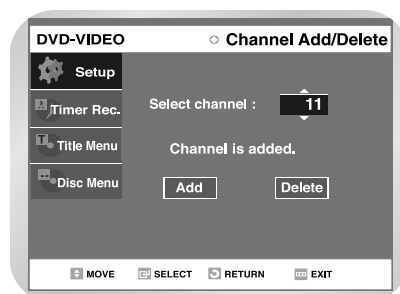 DVD-VIDEO Channel Add/Delete
Setup
Timer Rec.
Title Menu
Disc Menu
Select channel : 11
Channel is added.
Add Delete
MOVE SELECT RETURN EXIT